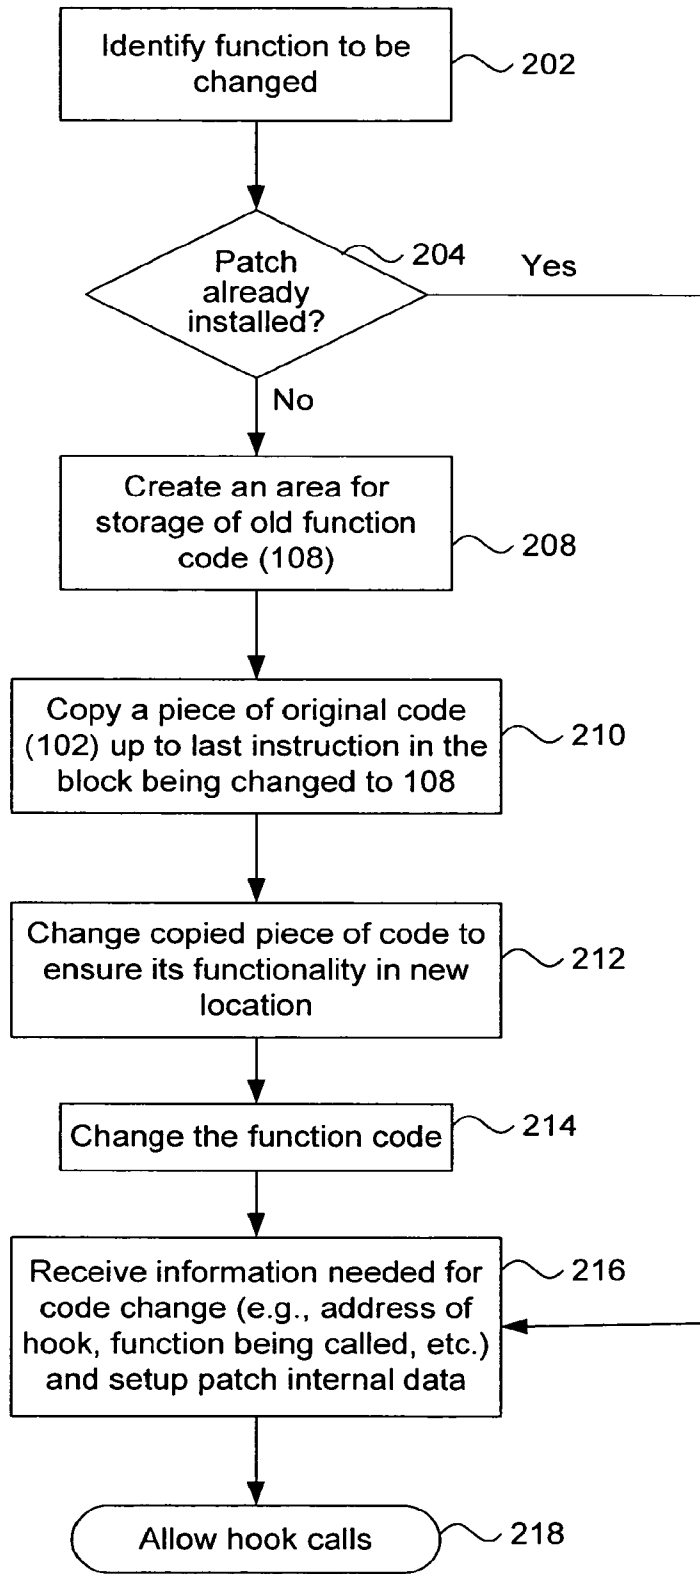 Identify function to be
changed
202
Patch
already
installed?
204
Yes
No
Create an area for
storage of old function
code (108)
208
Copy a piece of original code
(102) up to last instruction in the
block being changed to 108
210
Change copied piece of code to
ensure its functionality in new
location
212
Change the function code
214
Receive information needed for
code change (e.g., address of
hook, function being called, etc.)
and setup patch internal data
216
Allow hook calls
218